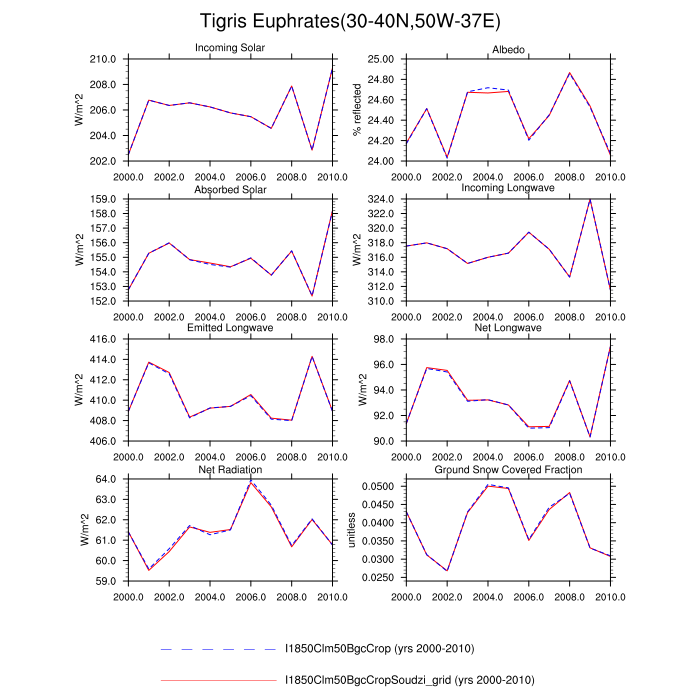 Tigris Euphrates(30-40N,50W-37E)
Incoming Solar
W/m^2
210.0
208.0
206.0
204.0
202.0
2000.0 2002.0 2004.0 2006.0 2008.0 2010.0
Albedo
% reflected
25.00
24.80
24.60
24.40
24.20
24.00
2000.0 2002.0 2004.0 2006.0 2008.0 2010.0
Absorbed Solar
W/m^2
159.0
158.0
157.0
156.0
155.0
154.0
153.0
152.0
2000.0 2002.0 2004.0 2006.0 2008.0 2010.0
Incoming Longwave
W/m^2
324.0
322.0
320.0
318.0
316.0
314.0
312.0
310.0
2000.0 2002.0 2004.0 2006.0 2008.0 2010.0
Emitted Longwave
W/m^2
416.0
414.0
412.0
410.0
408.0
406.0
2000.0 2002.0 2004.0 2006.0 2008.0 2010.0
Net Longwave
W/m^2
98.0
96.0
94.0
92.0
90.0
2000.0 2002.0 2004.0 2006.0 2008.0 2010.0
Net Radiation
W/m^2
64.0
63.0
62.0
61.0
60.0
59.0
2000.0 2002.0 2004.0 2006.0 2008.0 2010.0
Ground Snow Covered Fraction
unitless
0.0500
0.0450
0.0400
0.0350
0.0300
0.0250
2000.0 2002.0 2004.0 2006.0 2008.0 2010.0
I1850Clm50BgcCrop (yrs 2000-2010)
I1850Clm50BgcCropSoudzi_grid (yrs 2000-2010)